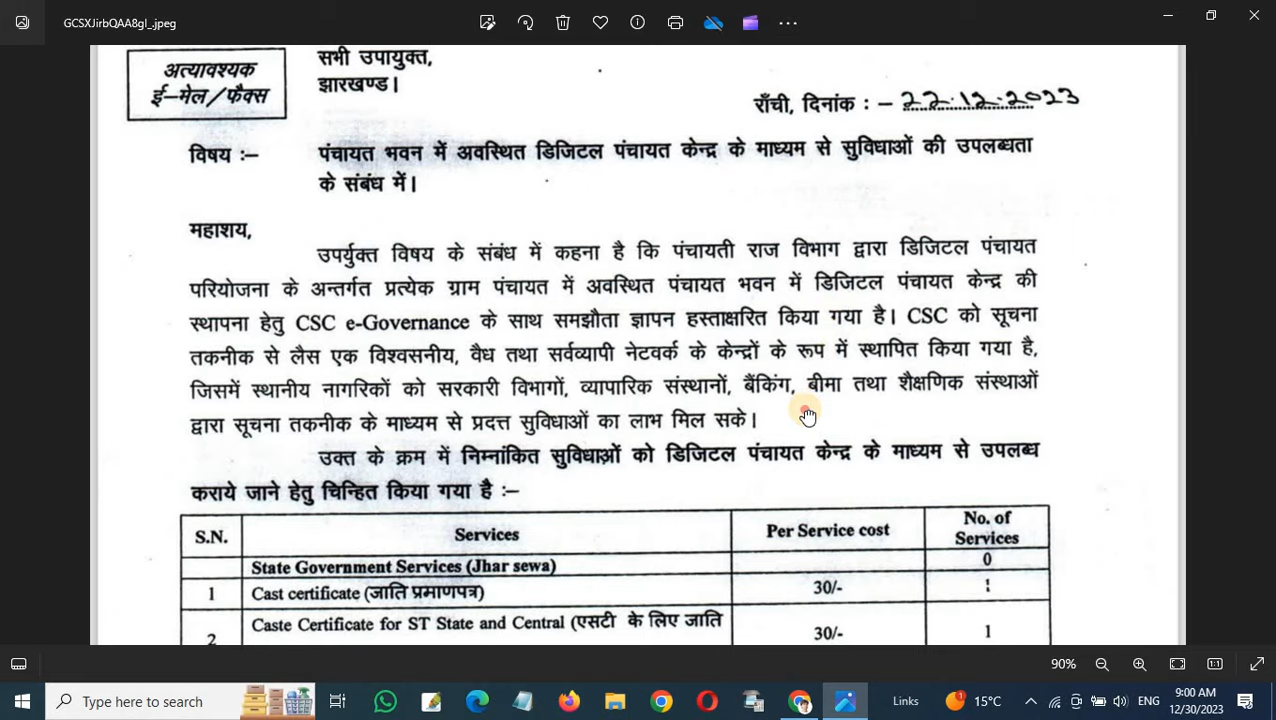 GCSXJirbQAA8gl_.jpeg
अत्यावश्यक
ई–मेल/फैक्स
सभी उपायुक्त,
झारखण्ड।
राँची, दिनांक : – 22.12.2023
विषय :–
पंचायत भवन में अवस्थित डिजिटल पंचायत केन्द्र के माध्यम से सुविधाओं की उपलब्धता
के संबंध में।
महाशय,
उपर्युक्त विषय के संबंध में कहना है कि पंचायती राज विभाग द्वारा डिजिटल पंचायत
परियोजना के अन्तर्गत प्रत्येक ग्राम पंचायत में अवस्थित पंचायत भवन में डिजिटल पंचायत केन्द्र की
स्थापना हेतु CSC e-Governance के साथ समझौता ज्ञापन हस्ताक्षरित किया गया है। CSC को सूचना
तकनीक से लैस एक विश्वसनीय, वैध तथा सर्वव्यापी नेटवर्क के केन्द्रों के रूप में स्थापित किया गया है,
जिसमें स्थानीय नागरिकों को सरकारी विभागों, व्यापारिक संस्थानों, बैंकिंग, बीमा तथा शैक्षणिक संस्थाओं
द्वारा सूचना तकनीक के माध्यम से प्रदत्त सुविधाओं का लाभ मिल सके।
उक्त के क्रम में निम्नांकित सुविधाओं को डिजिटल पंचायत केन्द्र के माध्यम से उपलब्ध
कराये जाने हेतु चिन्हित किया गया है :–
S.N. Services Per Service cost No. of
Services
State Government Services (Jhar sewa) 0
1 Cast certificate (जाति प्रमाणपत्र) 30/- 1
2 Caste Certificate for ST State and Central (एसटी के लिए जाति 30/- 1
90%
1:1
Type here to search
Links
1
15°C
ENG
9:00 AM
12/30/2023